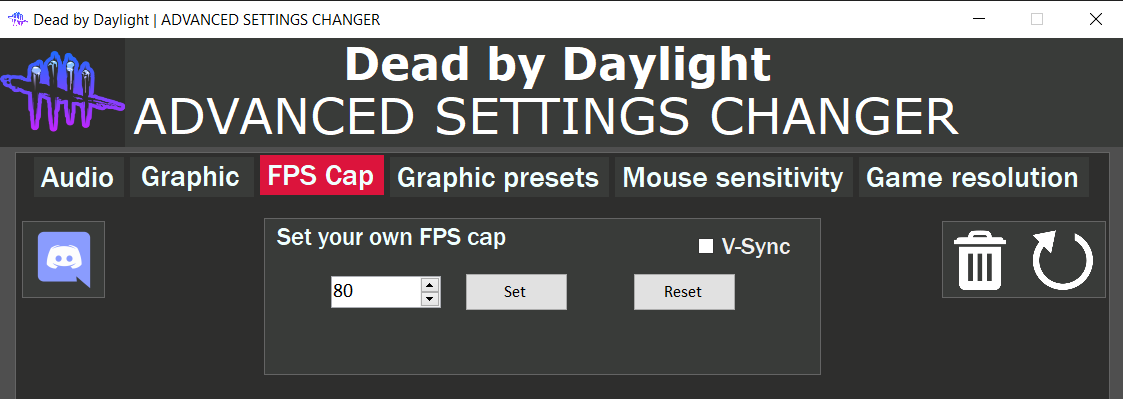 Dead by Daylight | ADVANCED SETTINGS CHANGER
Dead by Daylight
ADVANCED SETTINGS CHANGER
Audio Graphic FPS Cap Graphic presets Mouse sensitivity Game resolution
Set your own FPS cap
V-Sync
80 Set Reset